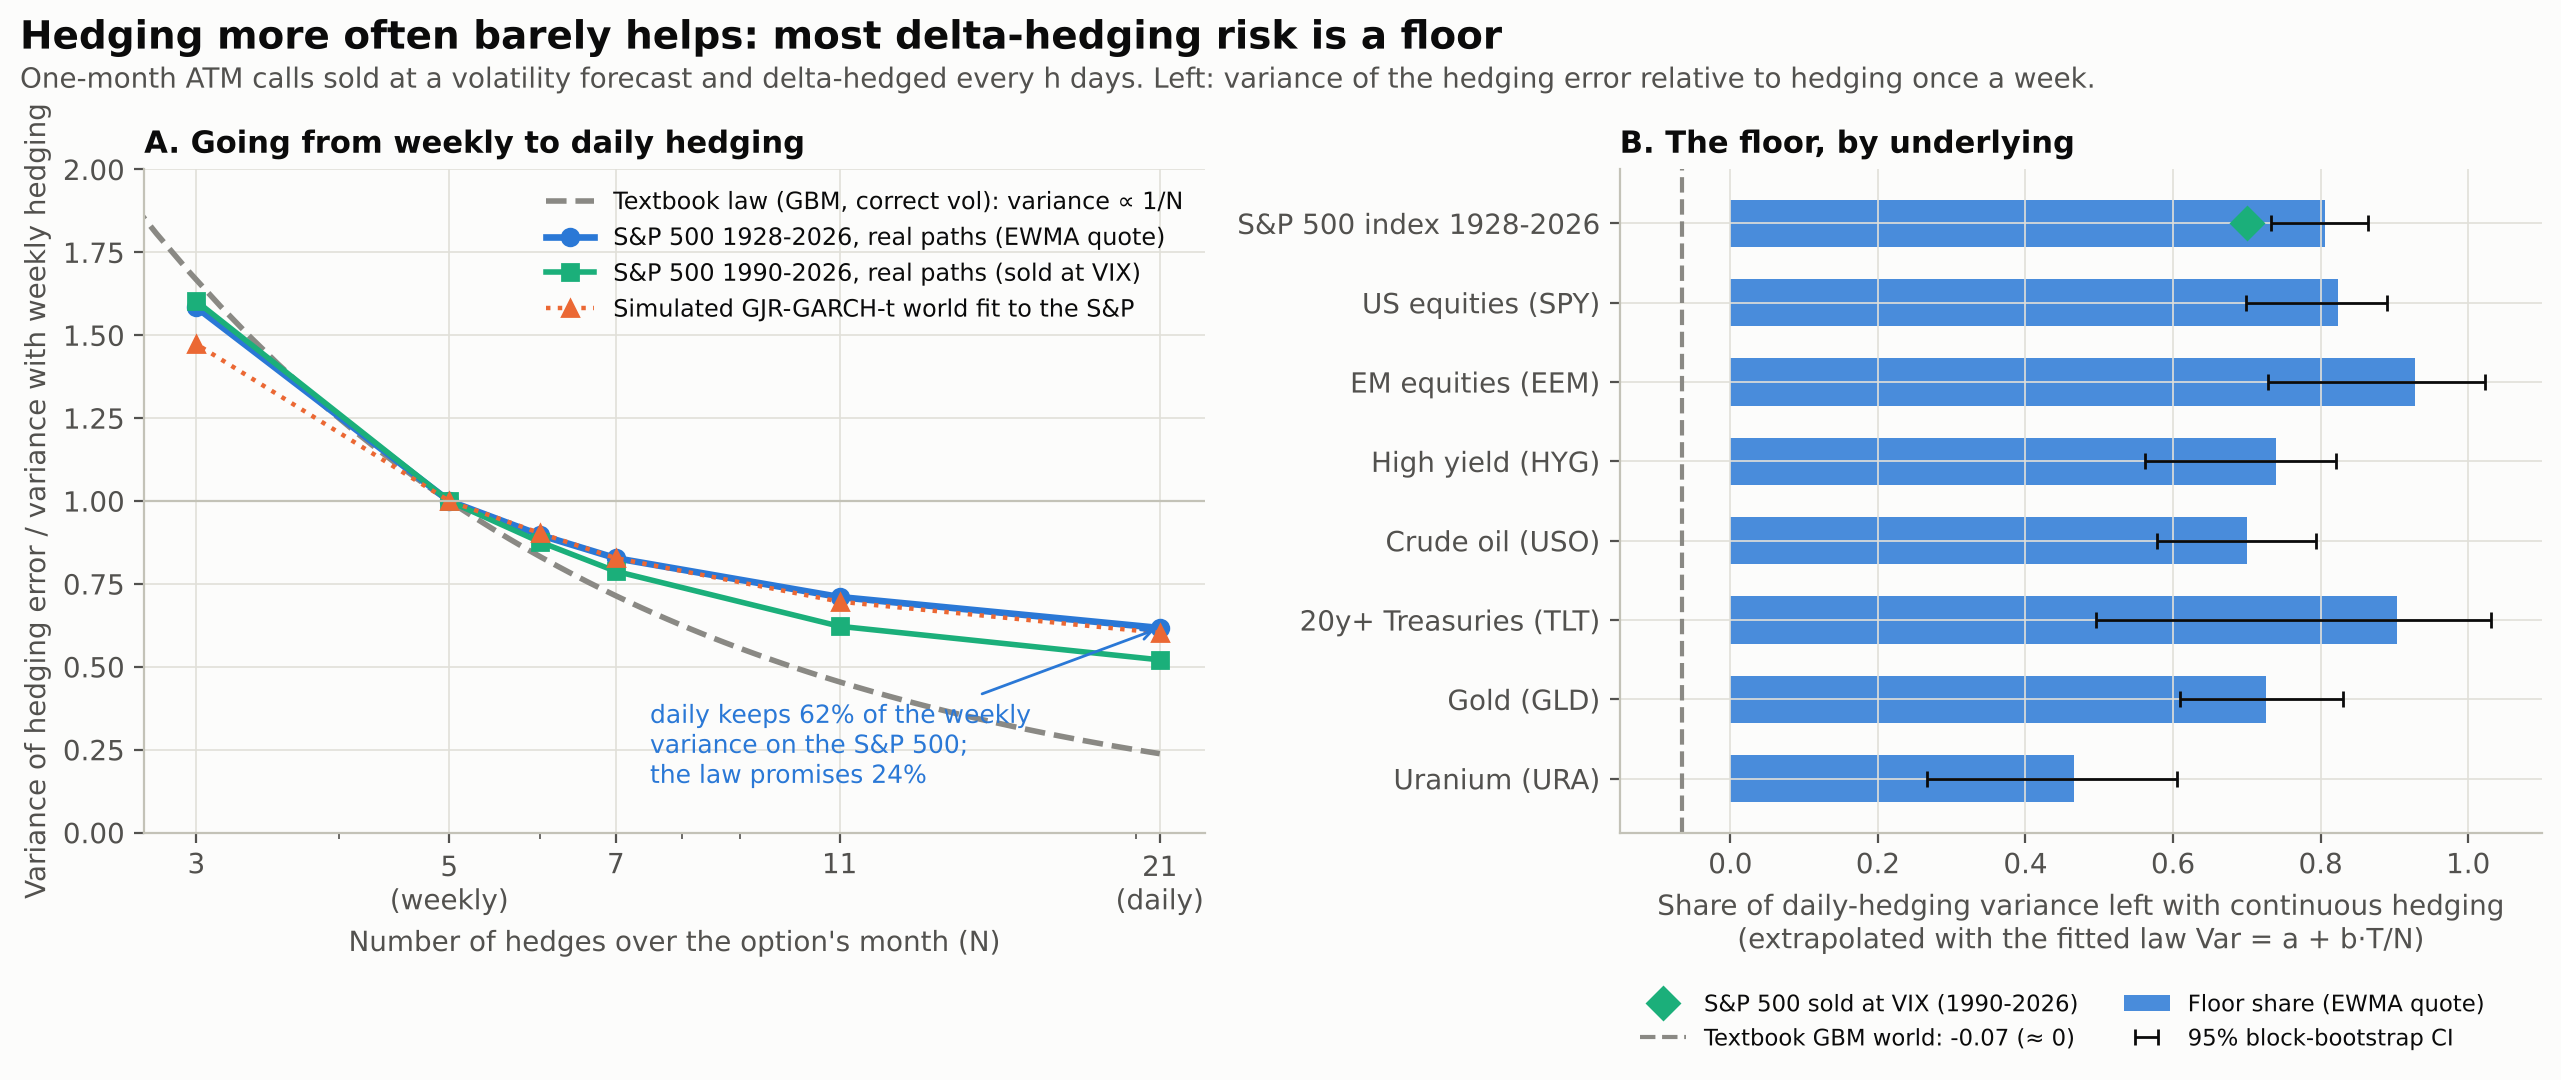 Hedging more often barely helps: most delta-hedging risk is a floor
One-month ATM calls sold at a volatility forecast and delta-hedged every h days. Left: variance of the hedging error relative to hedging once a week.
A. Going from weekly to daily hedging
Variance of hedging error / variance with weekly hedging
2.00
1.75
1.50
1.25
1.00
0.75
0.50
0.25
0.00
Textbook law (GBM, correct vol): variance ∝ 1/N
S&P 500 1928-2026, real paths (EWMA quote)
S&P 500 1990-2026, real paths (sold at VIX)
Simulated GJR-GARCH-t world fit to the S&P
daily keeps 62% of the weekly
variance on the S&P 500;
the law promises 24%
3
5
7
11
21
(weekly)
(daily)
Number of hedges over the option's month (N)
B. The floor, by underlying
S&P 500 index 1928-2026
US equities (SPY)
EM equities (EEM)
High yield (HYG)
Crude oil (USO)
20y+ Treasuries (TLT)
Gold (GLD)
Uranium (URA)
0.0
0.2
0.4
0.6
0.8
1.0
Share of daily-hedging variance left with continuous hedging
(extrapolated with the fitted law Var = a + b·T/N)
S&P 500 sold at VIX (1990-2026)
Textbook GBM world: -0.07 (≈ 0)
Floor share (EWMA quote)
95% block-bootstrap CI